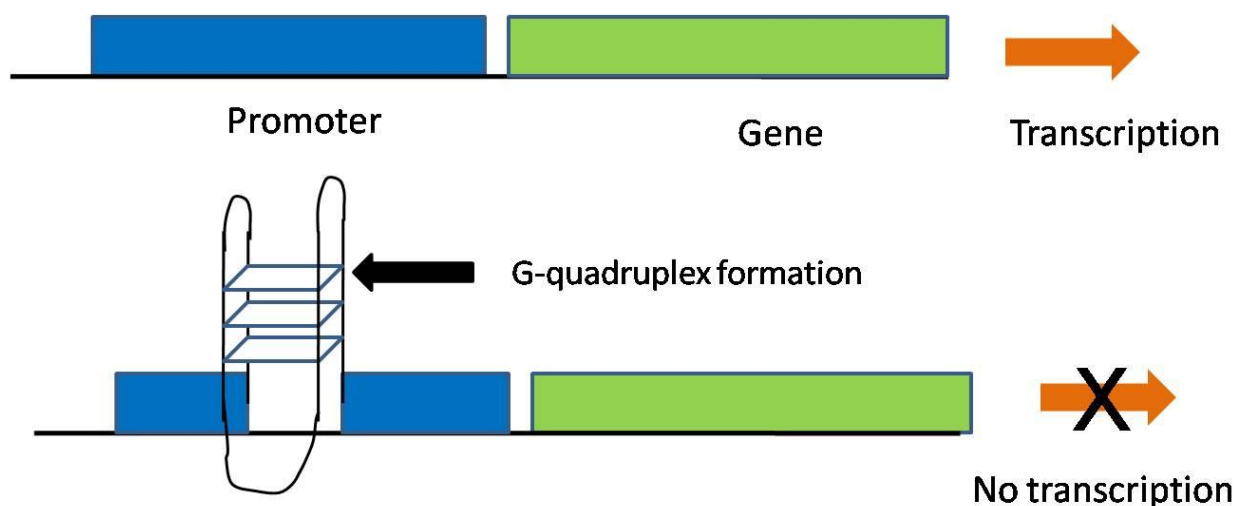 Promoter
Gene
Transcription
G-quadruplex formation
X
No transcription